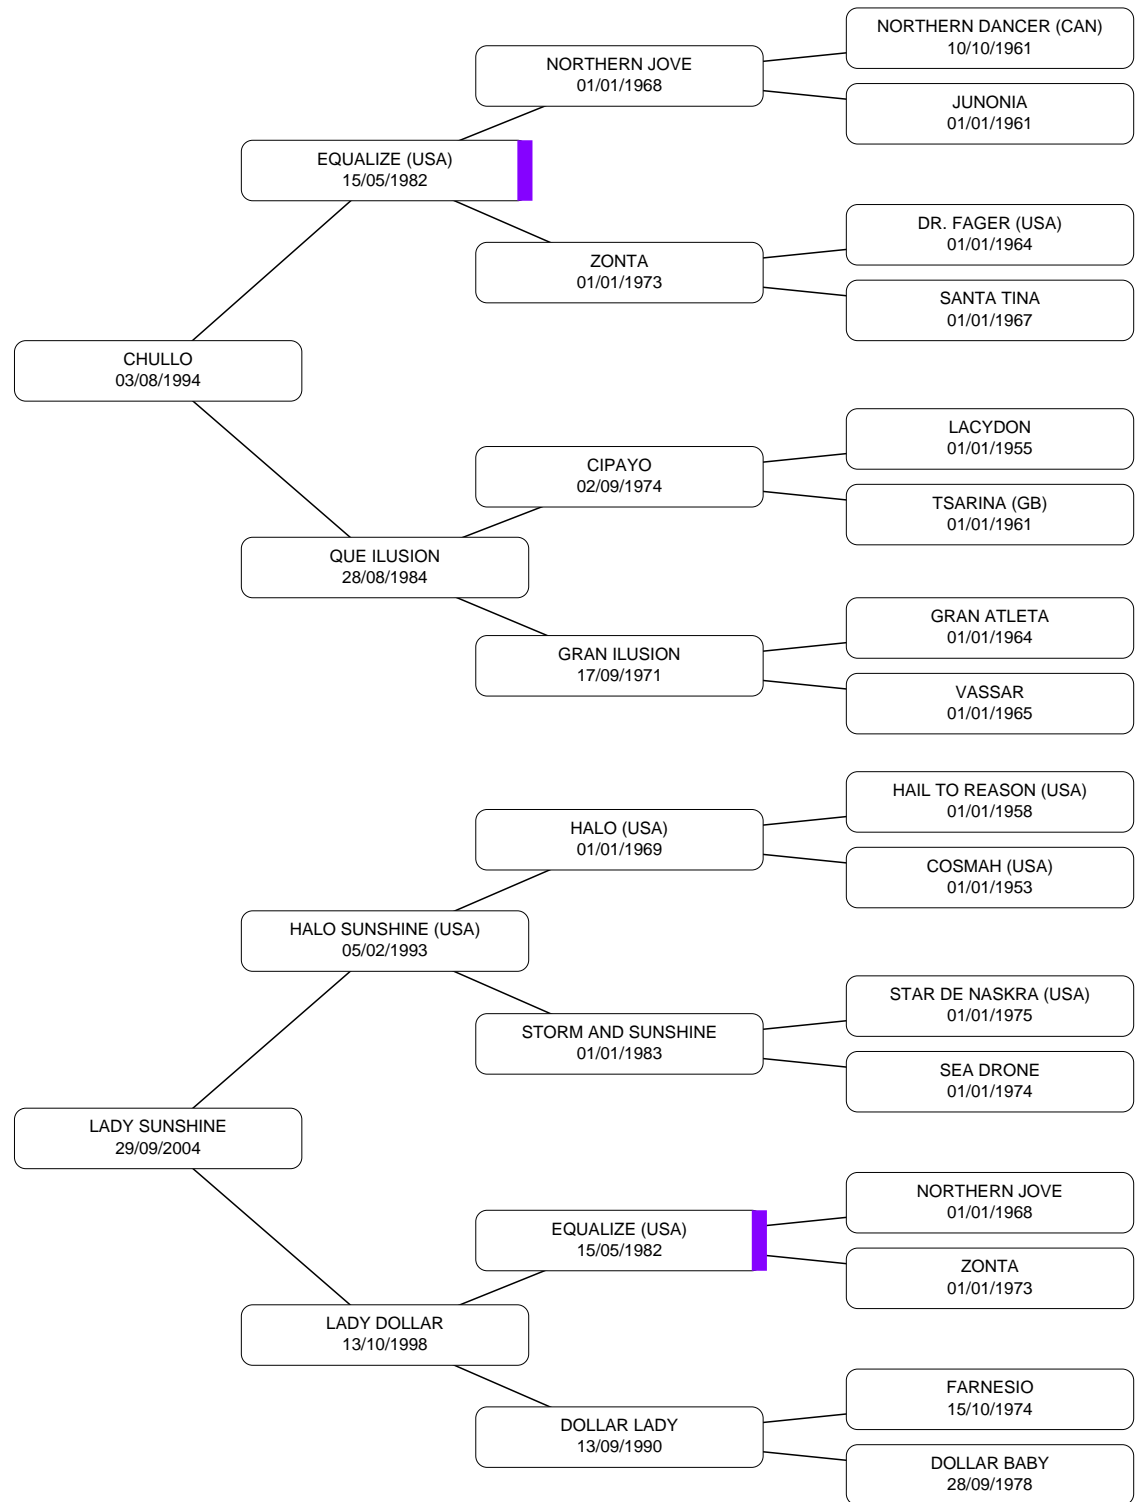 NORTHERN DANCER (CAN)
10/10/1961
NORTHERN JOVE
01/01/1968
JUNONIA
01/01/1961
EQUALIZE (USA)
15/05/1982
DR. FAGER (USA)
01/01/1964
ZONTA
01/01/1973
SANTA TINA
01/01/1967
CHULLO
03/08/1994
LACYDON
01/01/1955
CIPAYO
02/09/1974
TSARINA (GB)
01/01/1961
QUE ILUSION
28/08/1984
GRAN ATLETA
01/01/1964
GRAN ILUSION
17/09/1971
VASSAR
01/01/1965
HAIL TO REASON (USA)
01/01/1958
HALO (USA)
01/01/1969
COSMAH (USA)
01/01/1953
HALO SUNSHINE (USA)
05/02/1993
STAR DE NASKRA (USA)
01/01/1975
STORM AND SUNSHINE
01/01/1983
SEA DRONE
01/01/1974
LADY SUNSHINE
29/09/2004
NORTHERN JOVE
01/01/1968
EQUALIZE (USA)
15/05/1982
ZONTA
01/01/1973
LADY DOLLAR
13/10/1998
FARNESIO
15/10/1974
DOLLAR LADY
13/09/1990
DOLLAR BABY
28/09/1978